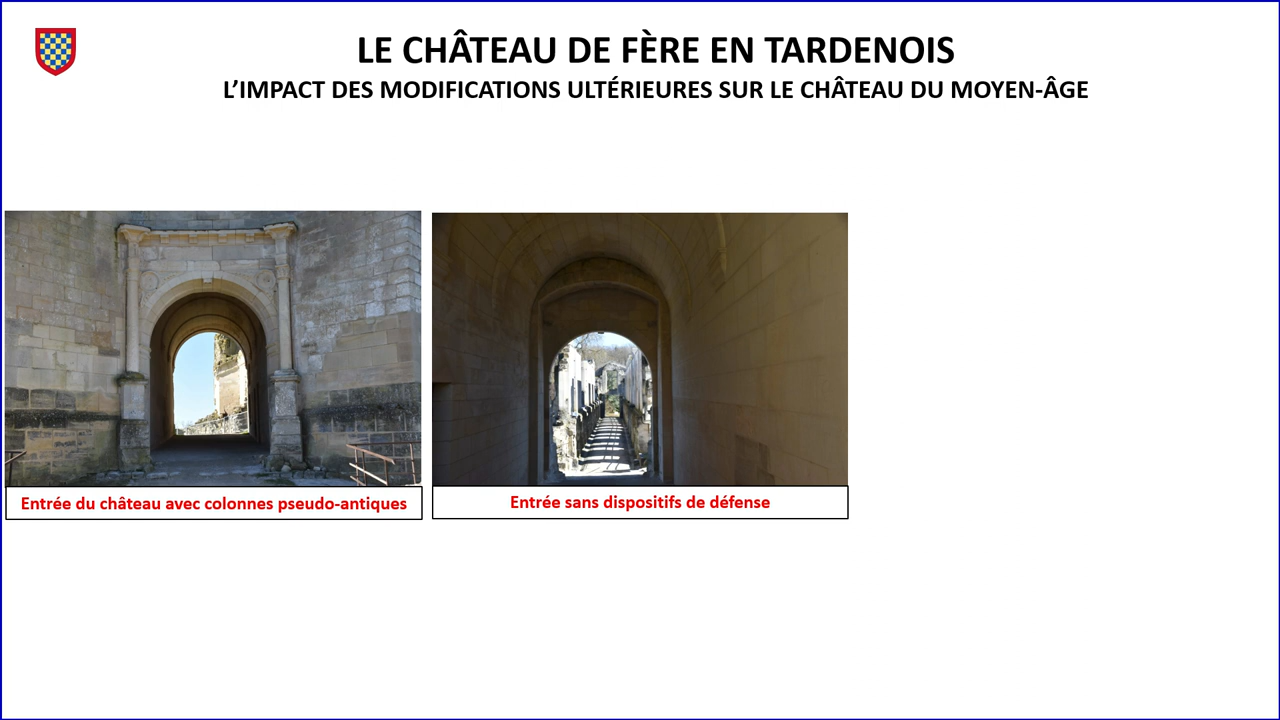 LE CHÂTEAU DE FÈRE EN TARDENOIS
L’IMPACT DES MODIFICATIONS ULTÉRIEURES SUR LE CHÂTEAU DU MOYEN-ÂGE
Entrée du château avec colonnes pseudo-antiques
Entrée sans dispositifs de défense